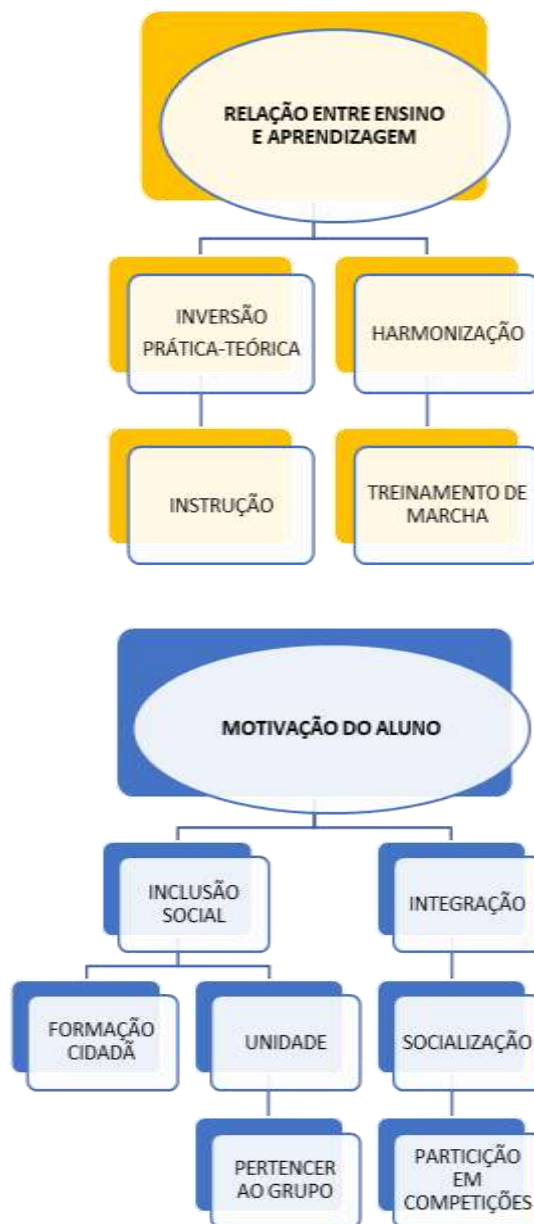 RELAÇÃO ENTRE ENSINO
E APRENDIZAGEM
INVERSÃO
PRÁTICA-TEÓRICA
HARMONIZAÇÃO
INSTRUÇÃO
TREINAMENTO DE
MARCHA
MOTIVAÇÃO DO ALUNO
INCLUSÃO
SOCIAL
INTEGRAÇÃO
FORMAÇÃO
CIDADÃ
UNIDADE
SOCIALIZAÇÃO
PERTENCER
AO GRUPO
PARTICIÇÃO
EM
COMPETIÇÕES